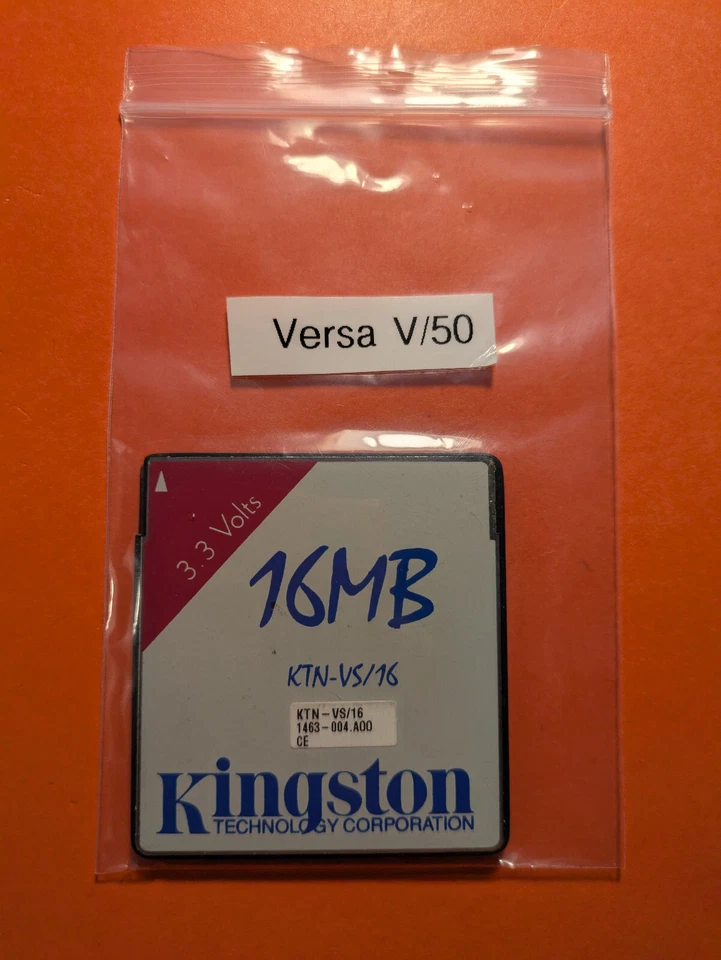 Versa V/50
3.3 Volts
16MB
KTN-VS/16
KTN-VS/16
1463-004.A00
CE
Kingston
TECHNOLOGY CORPORATION